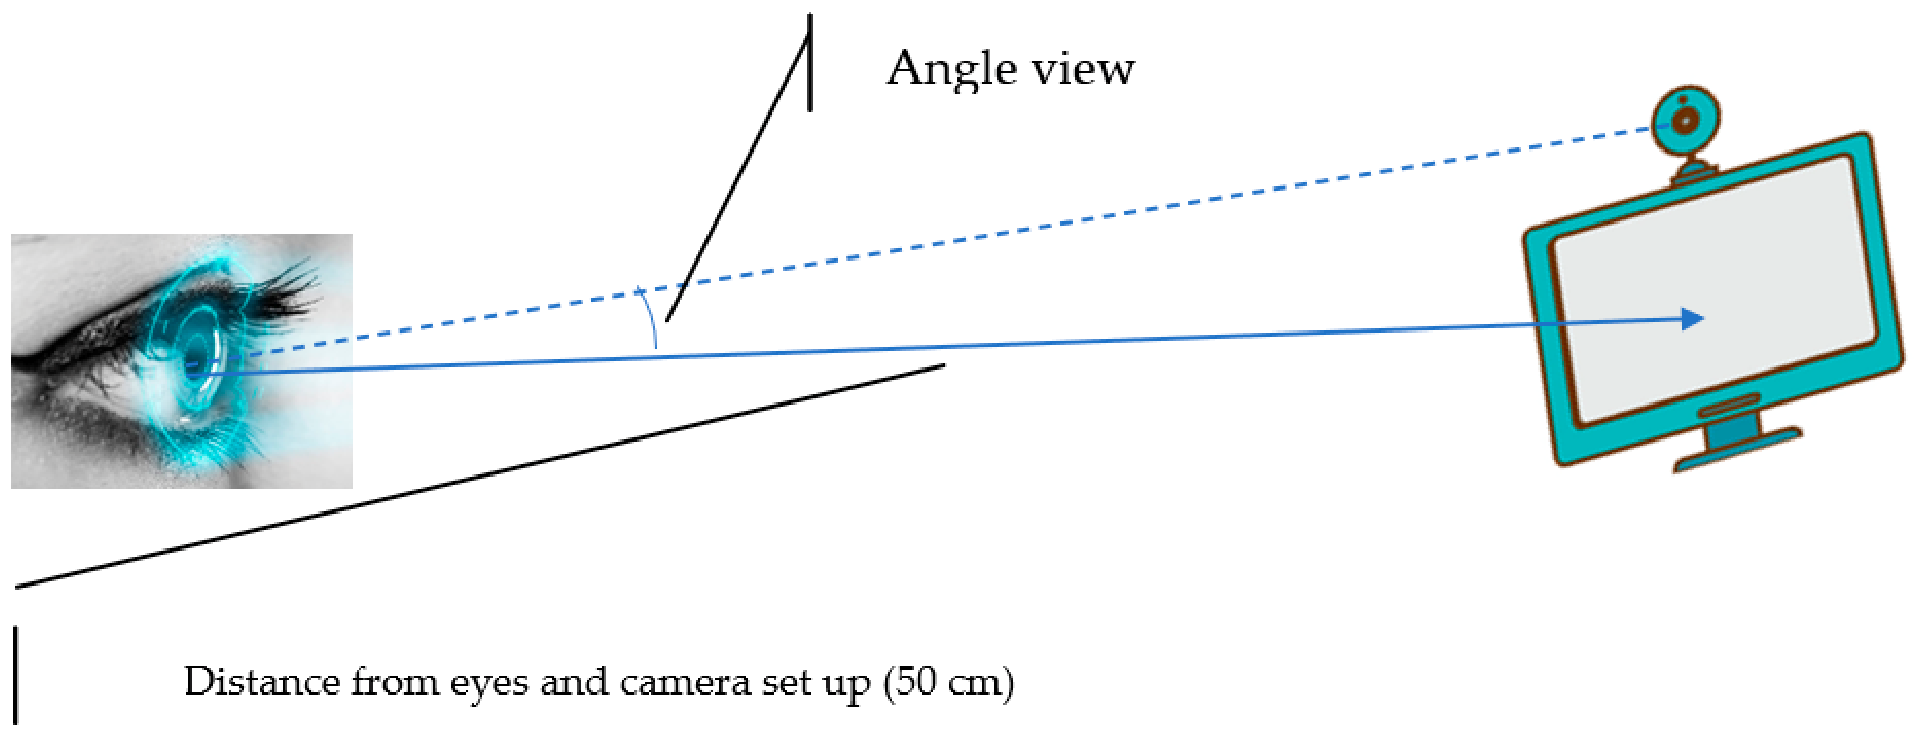 Angle view
Distance from eyes and camera set up (50 cm)